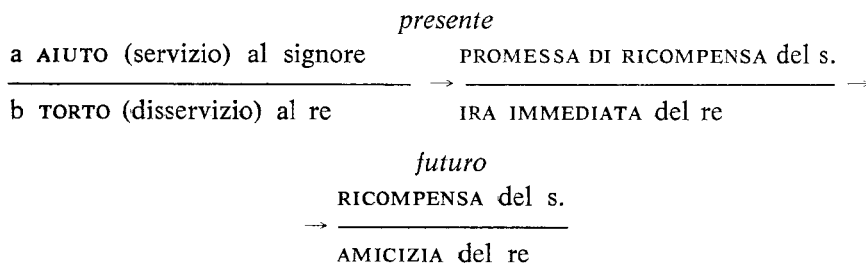 presente
a AIUTO (servizio) al signore → PROMESSA DI RICOMPENSA del s. →
b TORTO (disservizio) al re IRA IMMEDIATA del re
futuro
→ RICOMPENSA del s.
AMICIZIA del re